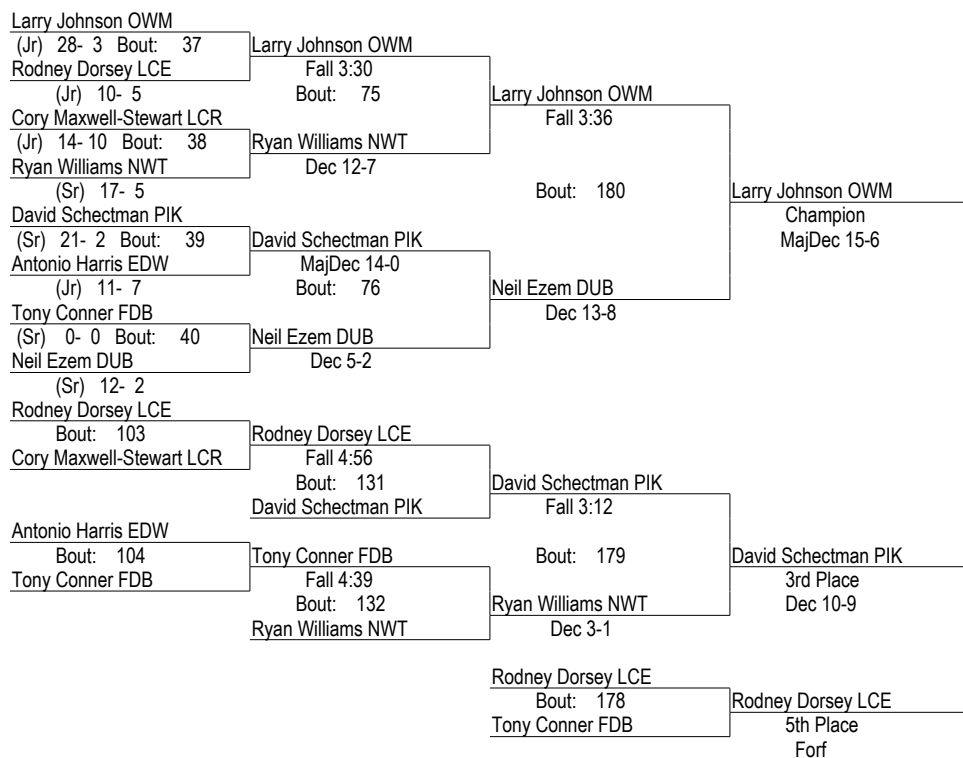 Larry Johnson OWM
(Jr) 28- 3 Bout: 37
Larry Johnson OWM
Rodney Dorsey LCE
Fall 3:30
(Jr) 10- 5
Bout: 75
Larry Johnson OWM
Cory Maxwell-Stewart LCR
Fall 3:36
(Jr) 14- 10 Bout: 38
Ryan Williams NWT
Ryan Williams NWT
Dec 12-7
(Sr) 17- 5
Bout: 180
Larry Johnson OWM
David Schectman PIK
Champion
(Sr) 21- 2 Bout: 39
David Schectman PIK
MajDec 15-6
Antonio Harris EDW
MajDec 14-0
(Jr) 11- 7
Bout: 76
Neil Ezem DUB
Tony Conner FDB
Dec 13-8
(Sr) 0- 0 Bout: 40
Neil Ezem DUB
Neil Ezem DUB
Dec 5-2
(Sr) 12- 2
Rodney Dorsey LCE
Bout: 103
Rodney Dorsey LCE
Cory Maxwell-Stewart LCR
Fall 4:56
Bout: 131
David Schectman PIK
David Schectman PIK
Fall 3:12
Antonio Harris EDW
Bout: 104
Tony Conner FDB
Bout: 179
David Schectman PIK
Tony Conner FDB
Fall 4:39
3rd Place
Bout: 132
Ryan Williams NWT
Dec 10-9
Ryan Williams NWT
Dec 3-1
Rodney Dorsey LCE
Bout: 178
Rodney Dorsey LCE
Tony Conner FDB
5th Place
Forf